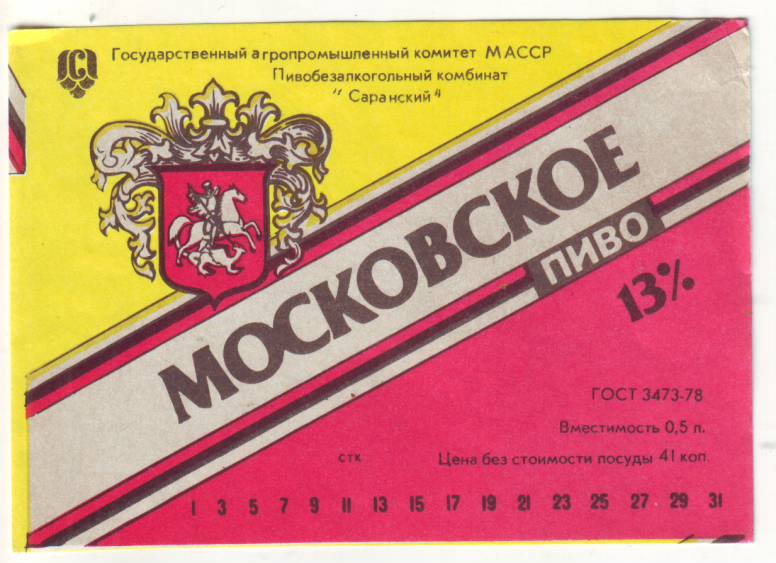 Государственный агропромышленный комитет МАССР
Пивобезалкогольный комбинат
"Саранский"
МОСКОВСКОЕ
ПИВО
13%
ГОСТ 3473-78
Вместимость 0,5 л.
стк Цена без стоимости посуды 41 коп.
1 3 5 7 9 11 13 15 17 19 21 23 25 27 29 31